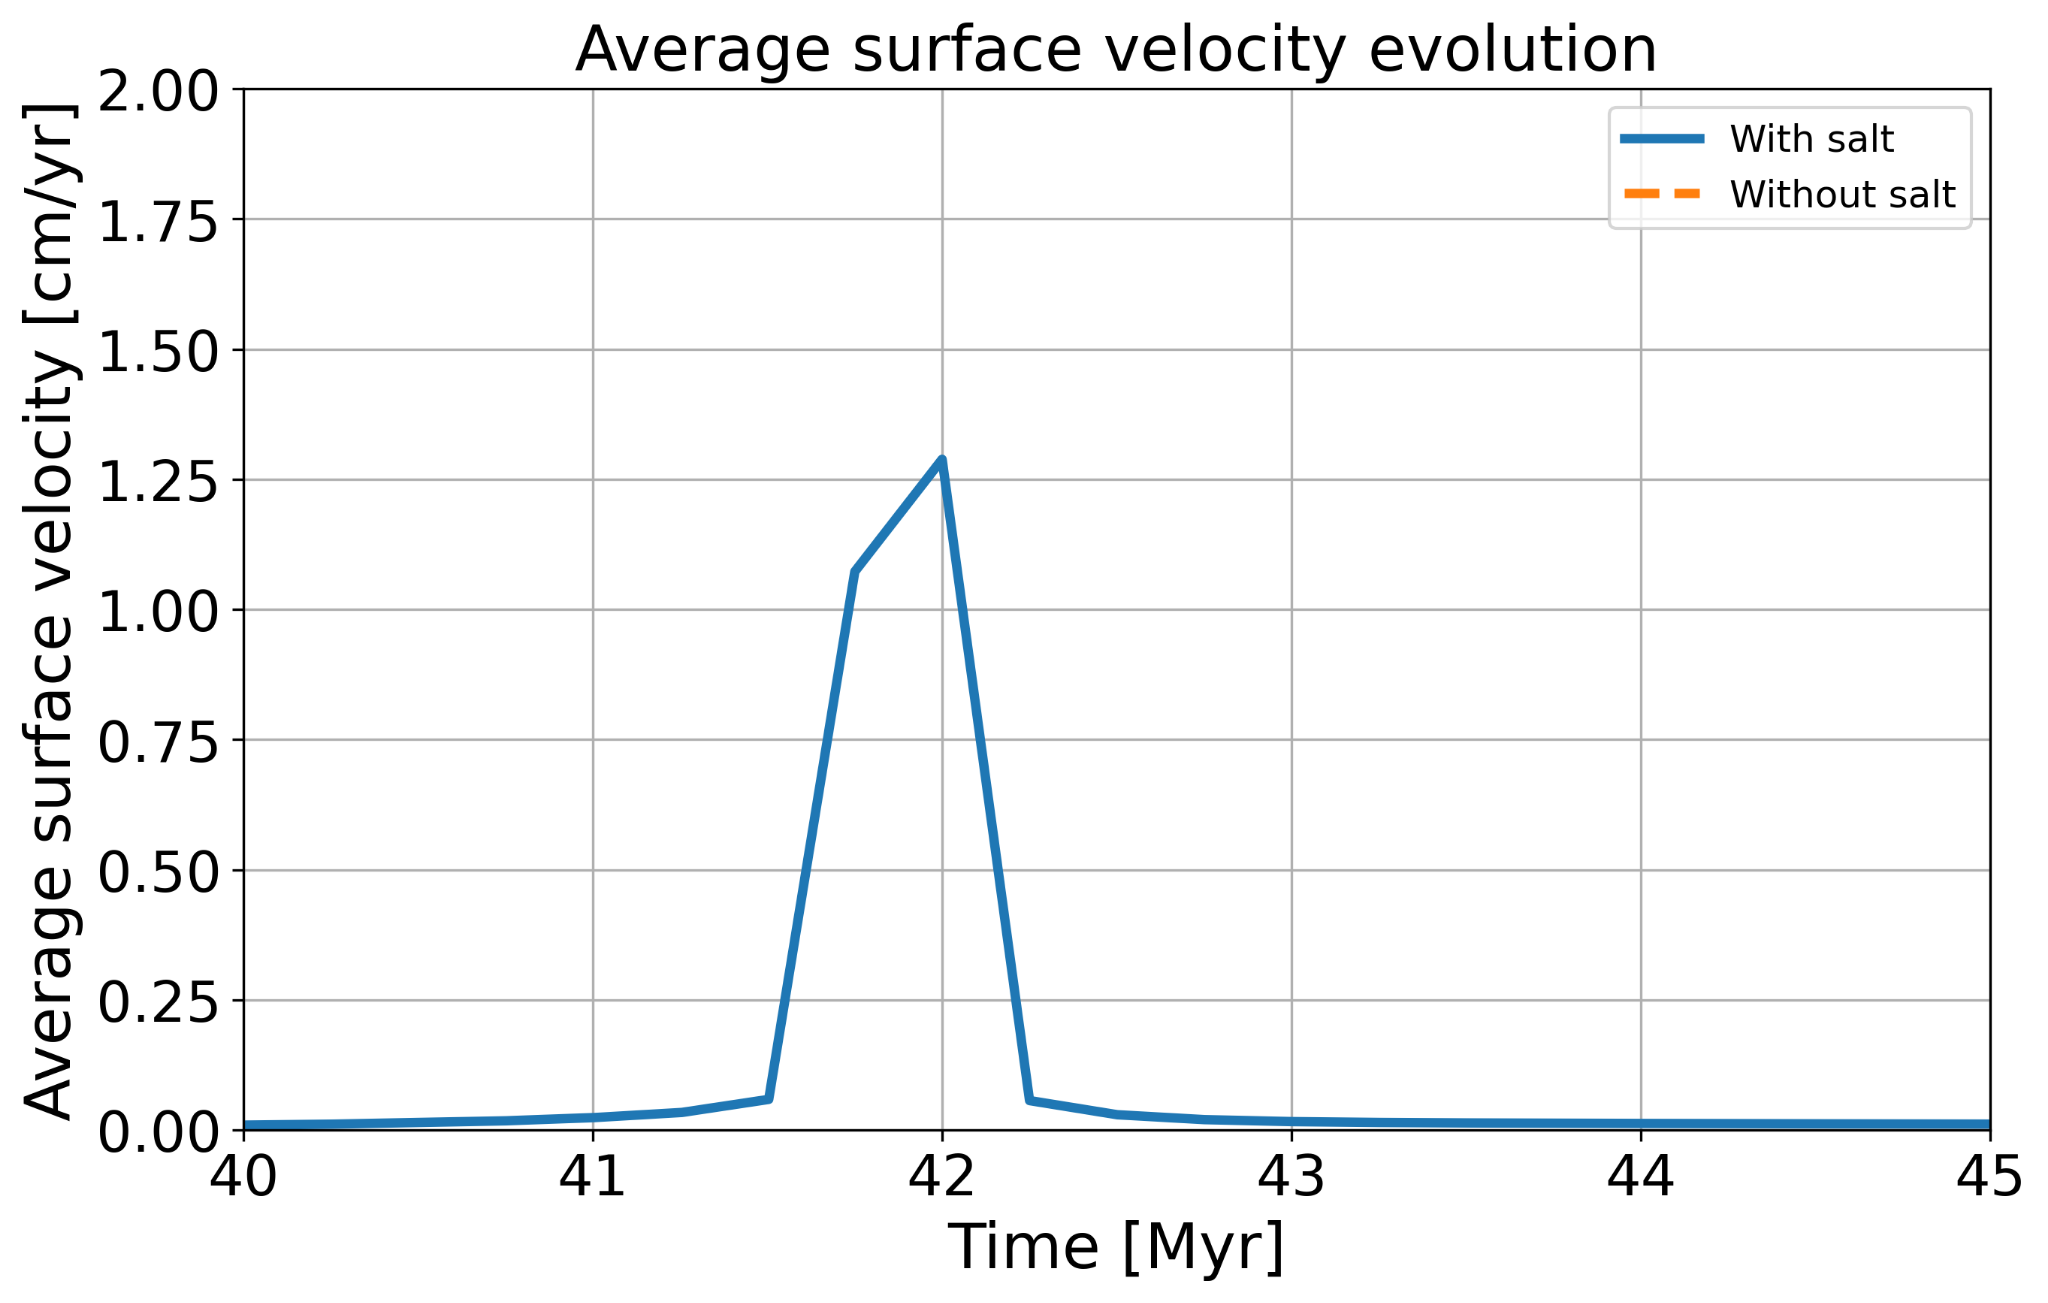 Average surface velocity evolution
Average surface velocity [cm/yr]
2.00
1.75
1.50
1.25
1.00
0.75
0.50
0.25
0.00
With salt
Without salt
40 41 42 43 44 45
Time [Myr]